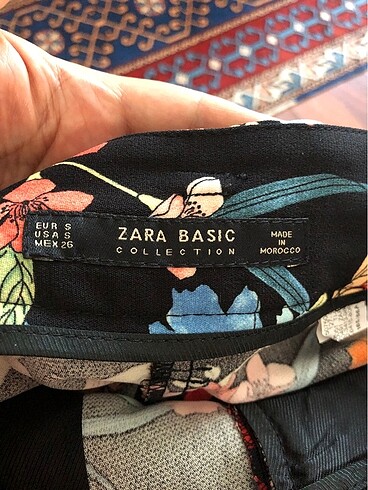 EUR S
USA S
MEX 26
ZARA BASIC
COLLECTION
MADE
IN
MOROCCO